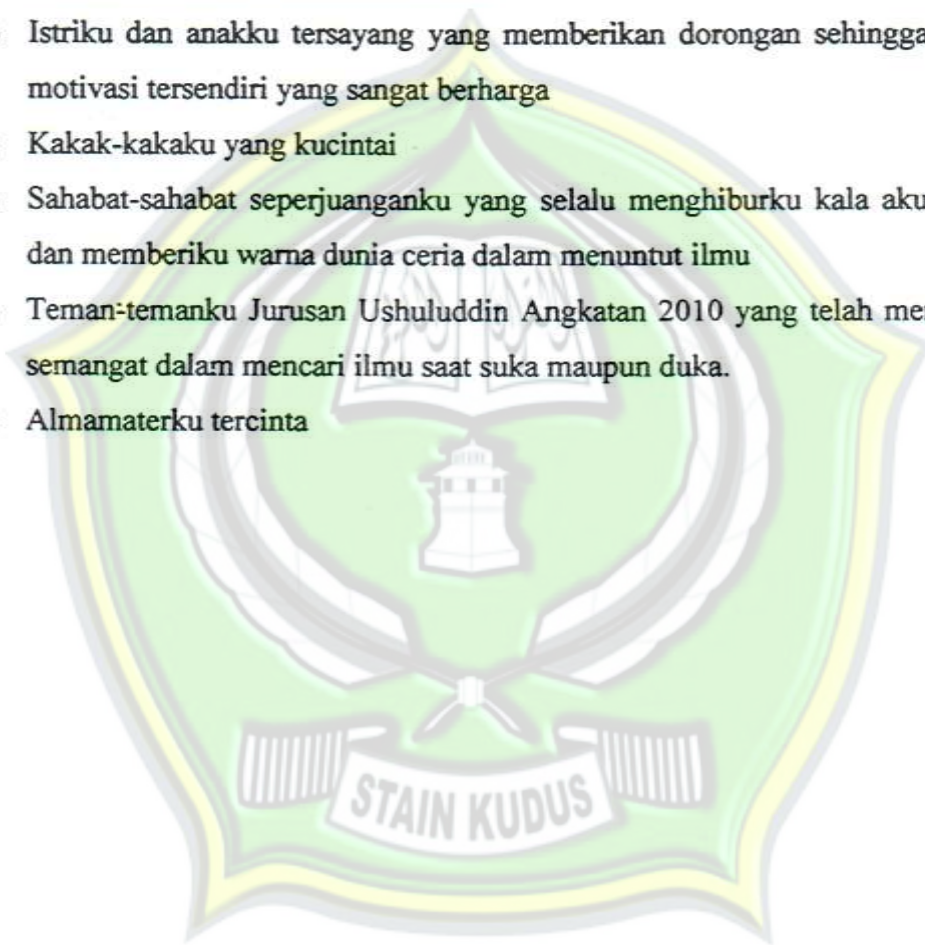 Istriku dan anakku tersayang yang memberikan dorongan sehingga
motivasi tersendiri yang sangat berharga
Kakak-kakaku yang kucintai
Sahabat-sahabat seperjuanganku yang selalu menghiburku kala aku
dan memberiku warna dunia ceria dalam menuntut ilmu
Teman-temanku Jurusan Ushuluddin Angkatan 2010 yang telah me
semangat dalam mencari ilmu saat suka maupun duka.
Almamaterku tercinta
STAIN KUDUS